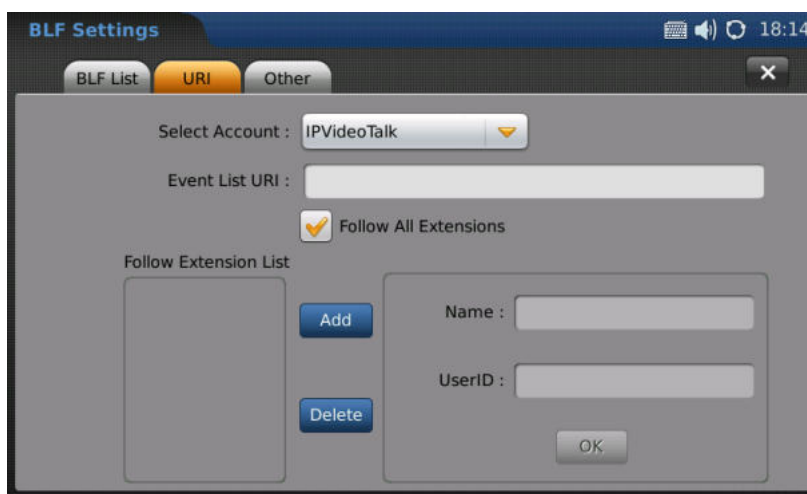 BLF Settings 18:14
BLF List URI Other
Select Account : IPVideoTalk
Event List URI :
Follow All Extensions
Follow Extension List
Add Name :
UserID :
Delete
OK